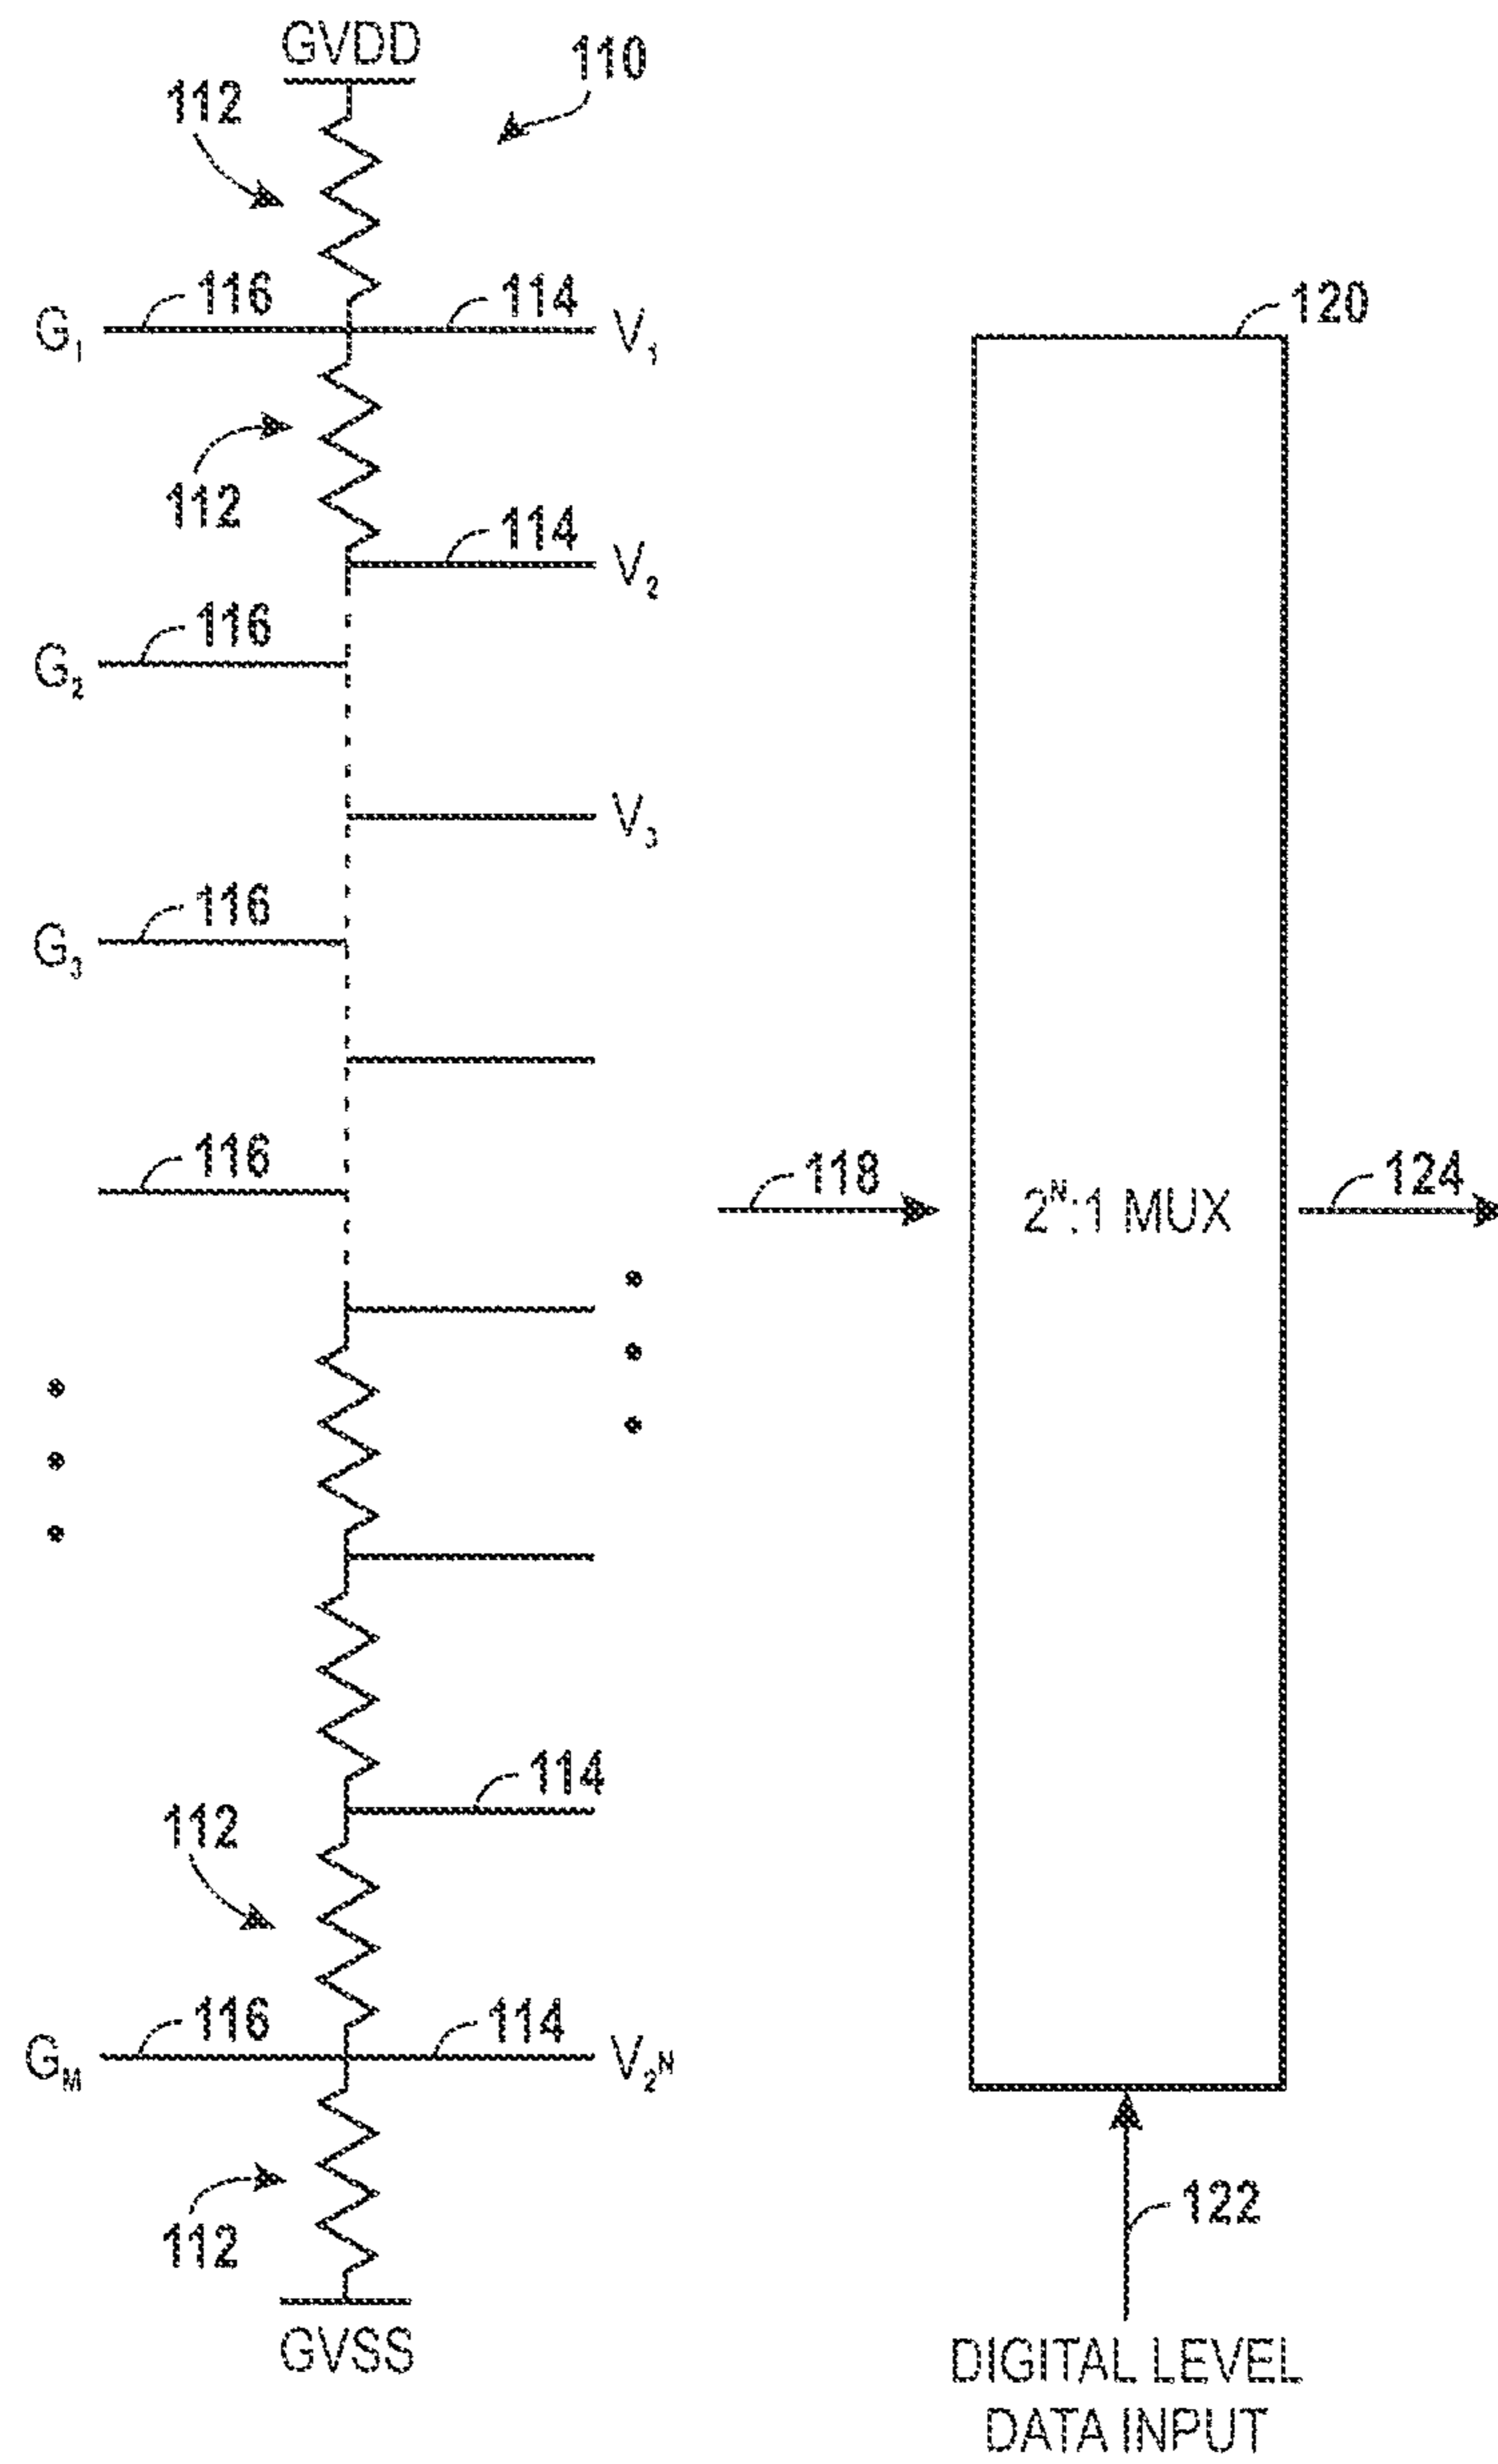 GVDD
110
112
G₁ 116 114 V₁
112
114 V₂
G₂ 116
V₃
G₃ 116
116
118
120
2ᴺ:1 MUX
124
114
112
Gᴍ 116 114 V₂ᴺ
112
GVSS
122
DIGITAL LEVEL
DATA INPUT